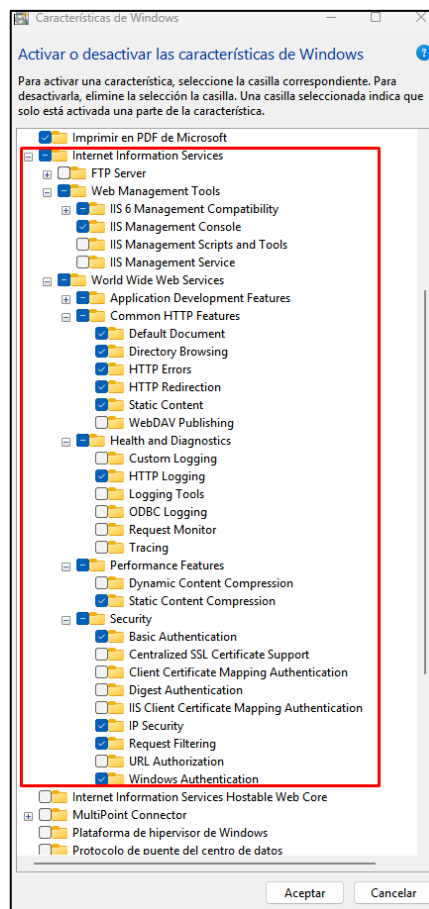 Características de Windows
Activar o desactivar las características de Windows
?
Para activar una característica, seleccione la casilla correspondiente. Para
desactivarla, elimine la selección la casilla. Una casilla seleccionada indica que
solo está activada una parte de la característica.
Imprimir en PDF de Microsoft
Internet Information Services
FTP Server
Web Management Tools
IIS 6 Management Compatibility
IIS Management Console
IIS Management Scripts and Tools
IIS Management Service
World Wide Web Services
Application Development Features
Common HTTP Features
Default Document
Directory Browsing
HTTP Errors
HTTP Redirection
Static Content
WebDAV Publishing
Health and Diagnostics
Custom Logging
HTTP Logging
Logging Tools
ODBC Logging
Request Monitor
Tracing
Performance Features
Dynamic Content Compression
Static Content Compression
Security
Basic Authentication
Centralized SSL Certificate Support
Client Certificate Mapping Authentication
Digest Authentication
IIS Client Certificate Mapping Authentication
IP Security
Request Filtering
URL Authorization
Windows Authentication
Internet Information Services Hostable Web Core
MultiPoint Connector
Plataforma de hipervisor de Windows
Protocolo de puente del centro de datos
Aceptar
Cancelar